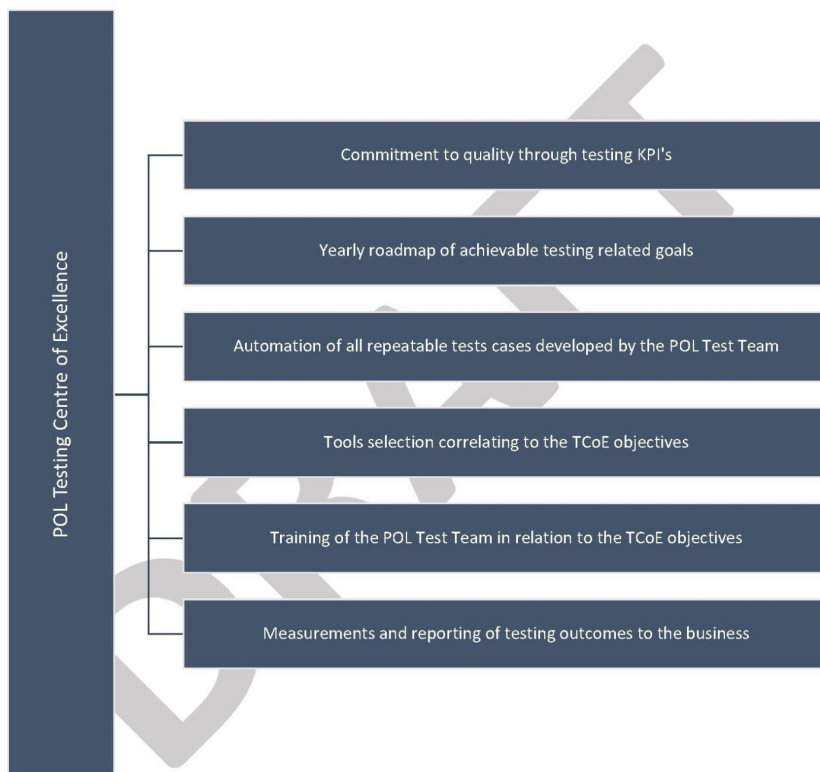 POL Testing Centre of Excellence
Commitment to quality through testing KPI's
Yearly roadmap of achievable testing related goals
Automation of all repeatable tests cases developed by the POL Test Team
Tools selection correlating to the TCoE objectives
Training of the POL Test Team in relation to the TCoE objectives
Measurements and reporting of testing outcomes to the business
DRAFT